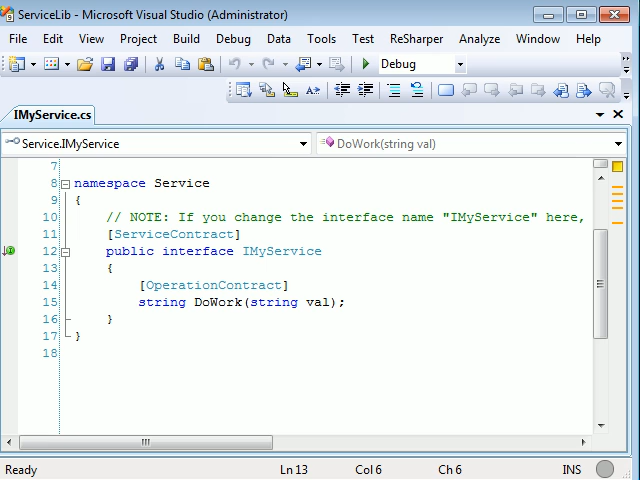 ServiceLib - Microsoft Visual Studio (Administrator)
File Edit View Project Build Debug Data Tools Test ReSharper Analyze Window Help
Debug
IMyService.cs
Service.IMyService DoWork(string val)
7
8 namespace Service
9 {
10 // NOTE: If you change the interface name "IMyService" here,
11 [ServiceContract]
12 public interface IMyService
13 {
14 [OperationContract]
15 string DoWork(string val);
16 }
17 }
18
Ready Ln 13 Col 6 Ch 6 INS